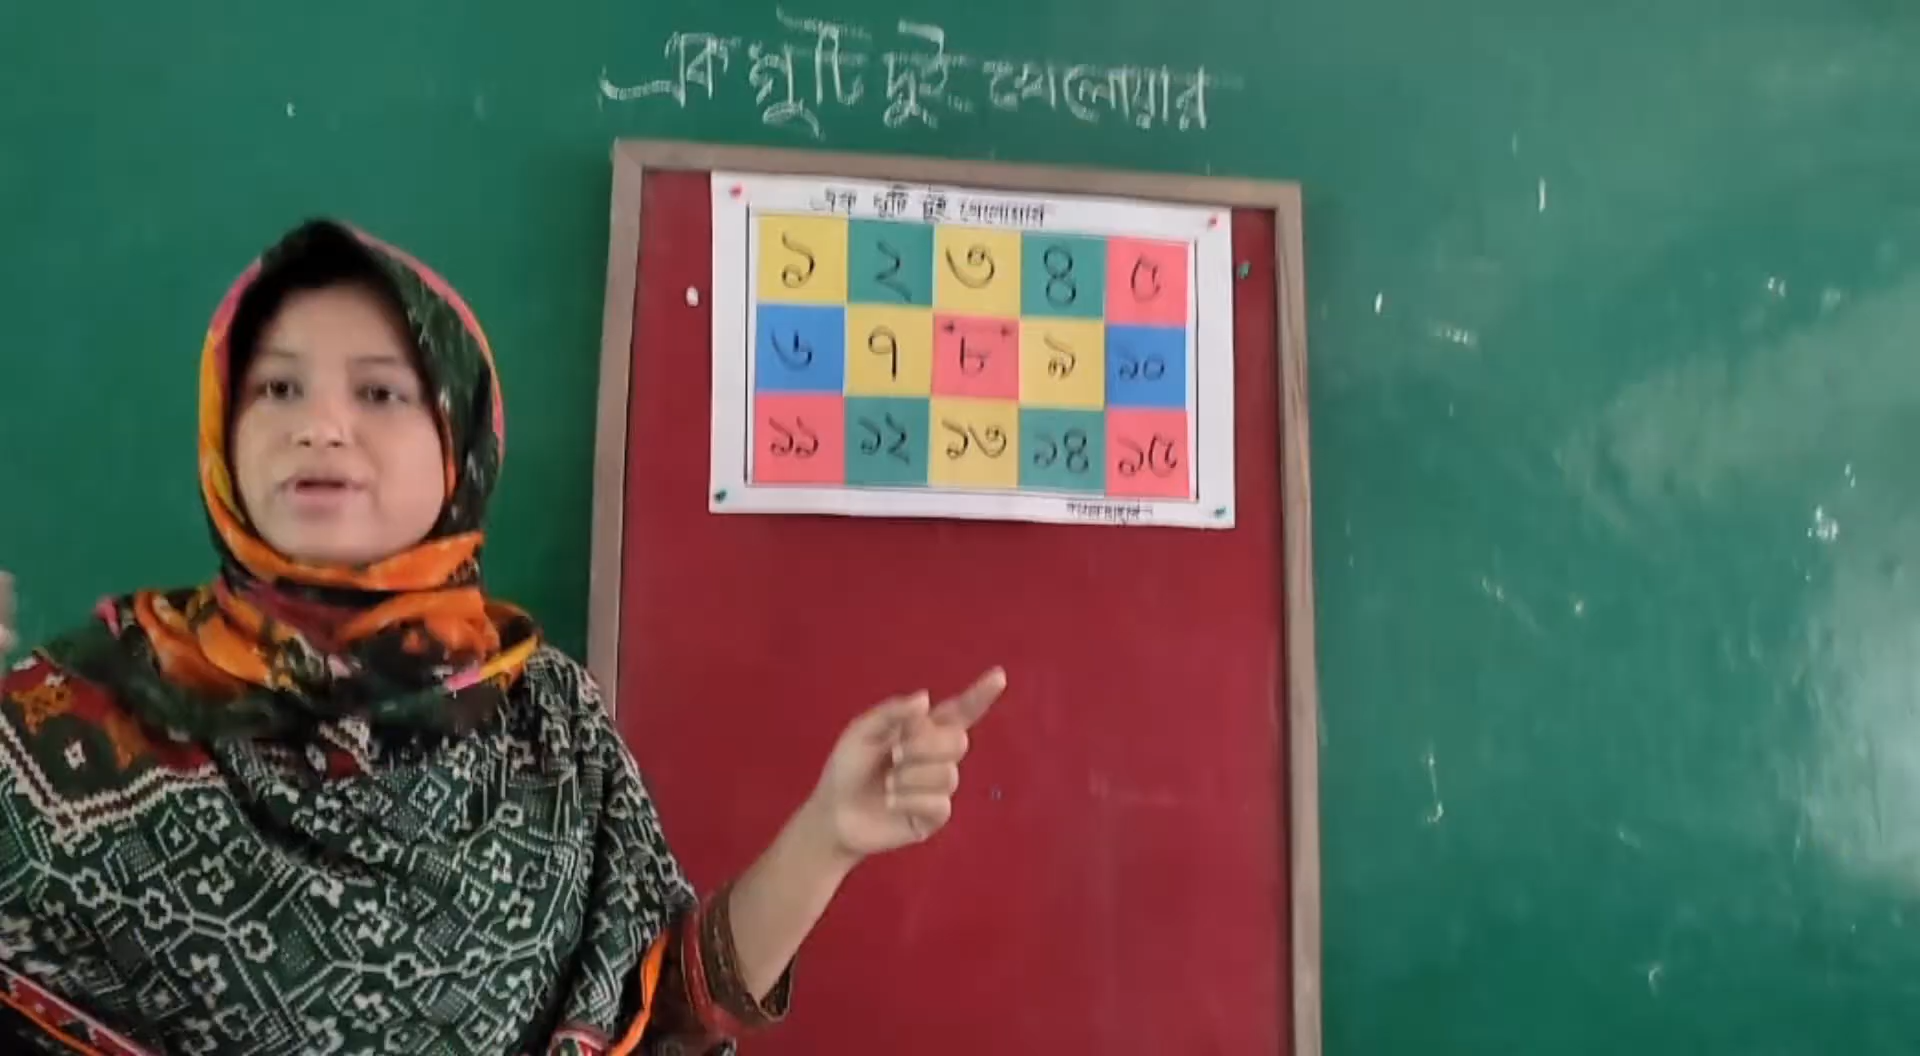 এক গুটি দুই খেলোয়ার
এক গুটি দুই খেলোয়ার
১ ২ ৩ ৪ ৫
৬ ৭ ৮ ৯ ১০
১১ ১২ ১৩ ১৪ ১৫